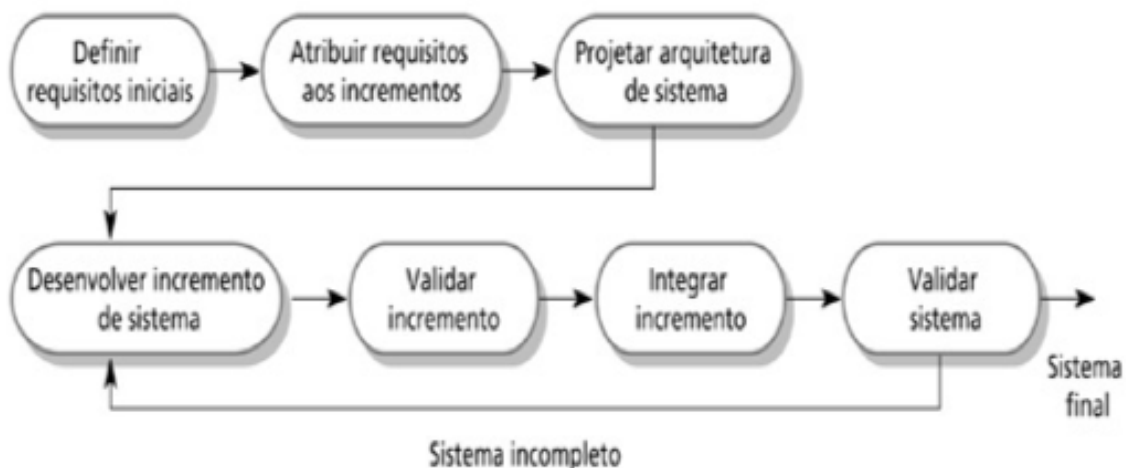 Definir
requisitos iniciais
Atribuir requisitos
aos incrementos
Projetar arquitetura
de sistema
Desenvolver incremento
de sistema
Validar
incremento
Integrar
incremento
Validar
sistema
Sistema
final
Sistema incompleto